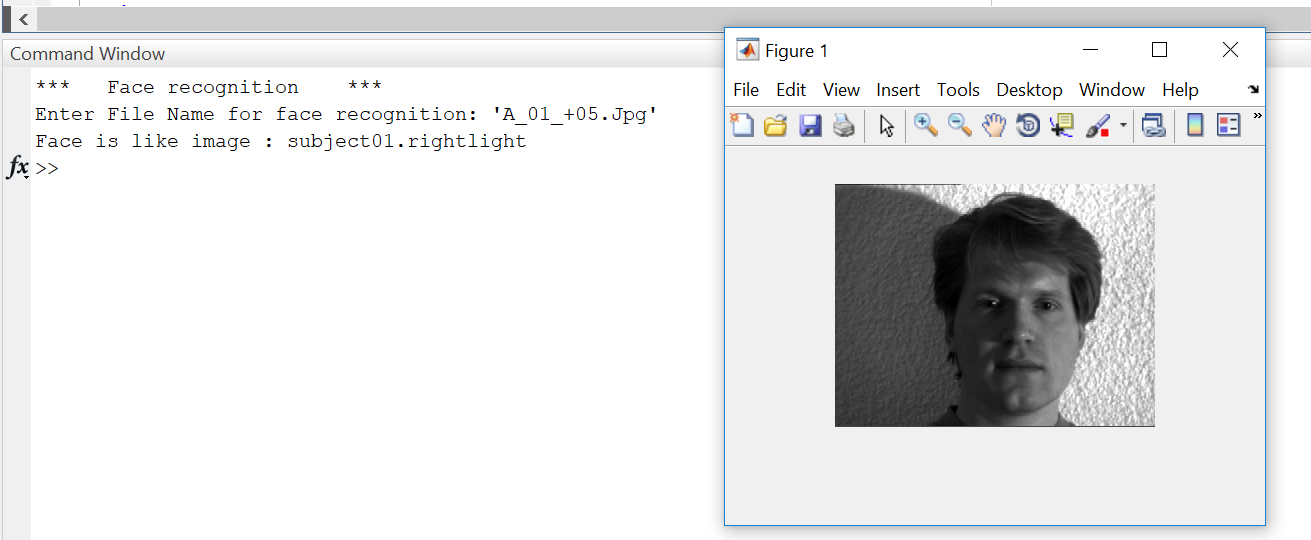 Command Window
***   Face recognition    ***
Enter File Name for face recognition: 'A_01_+05.Jpg'
Face is like image : subject01.rightlight
fx >>
Figure 1
File Edit View Insert Tools Desktop Window Help